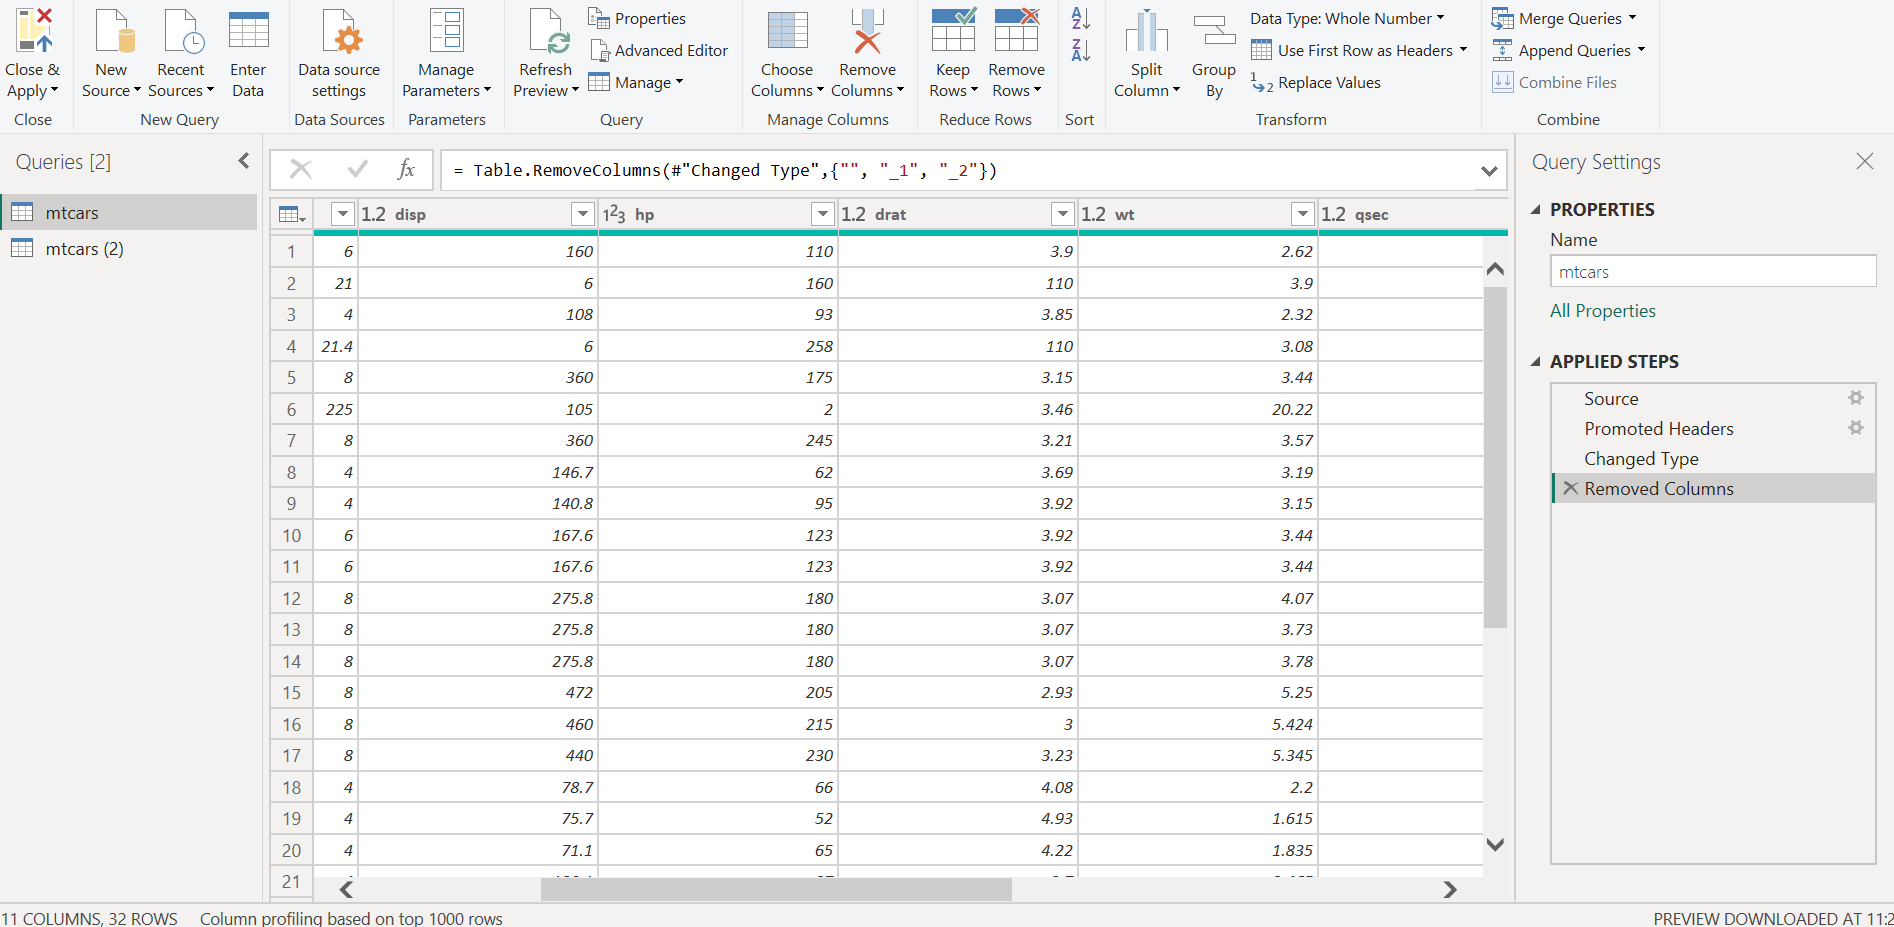 Close & Apply
Close
New Source
Recent Sources
Enter Data
New Query
Data source settings
Data Sources
Manage Parameters
Parameters
Refresh Preview
Properties
Advanced Editor
Manage
Query
Choose Columns
Remove Columns
Manage Columns
Keep Rows
Remove Rows
Reduce Rows
A Z
Z A
Sort
Split Column
Group By
Data Type: Whole Number
Use First Row as Headers
1 2 Replace Values
Transform
Merge Queries
Append Queries
Combine Files
Combine
Queries [2]
mtcars
mtcars (2)
fx
= Table.RemoveColumns(#"Changed Type",{"", "_1", "_2"})
1.2 disp 123 hp 1.2 drat 1.2 wt 1.2 qsec
1 6 160 110 3.9 2.62
2 21 6 160 110 3.9
3 4 108 93 3.85 2.32
4 21.4 6 258 110 3.08
5 8 360 175 3.15 3.44
6 225 105 2 3.46 20.22
7 8 360 245 3.21 3.57
8 4 146.7 62 3.69 3.19
9 4 140.8 95 3.92 3.15
10 6 167.6 123 3.92 3.44
11 6 167.6 123 3.92 3.44
12 8 275.8 180 3.07 4.07
13 8 275.8 180 3.07 3.73
14 8 275.8 180 3.07 3.78
15 8 472 205 2.93 5.25
16 8 460 215 3 5.424
17 8 440 230 3.23 5.345
18 4 78.7 66 4.08 2.2
19 4 75.7 52 4.93 1.615
20 4 71.1 65 4.22 1.835
21
Query Settings
PROPERTIES
Name
mtcars
All Properties
APPLIED STEPS
Source
Promoted Headers
Changed Type
Removed Columns
11 COLUMNS, 32 ROWS Column profiling based on top 1000 rows
PREVIEW DOWNLOADED AT 11:2